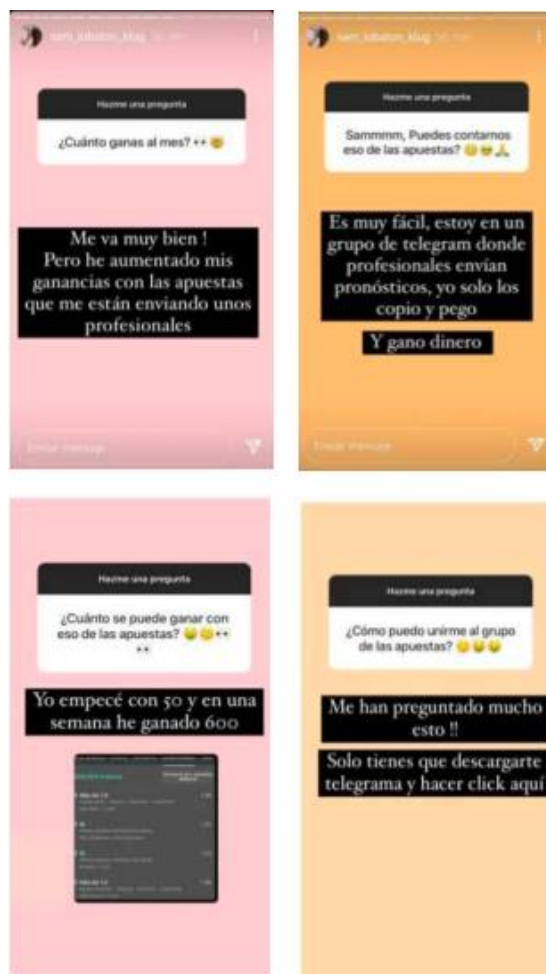 Hazme una pregunta
¿Cuánto ganas al mes?
Me va muy bien !
Pero he aumentado mis
ganancias con las apuestas
que me están enviando unos
profesionales
Enviar mensaje
Hazme una pregunta
Sammmm, Puedes contarnos
eso de las apuestas?
Es muy fácil, estoy en un
grupo de telegram donde
profesionales envían
pronósticos, yo solo los
copio y pego
Y gano dinero
Enviar mensaje
Hazme una pregunta
¿Cuánto se puede ganar con
eso de las apuestas?
Yo empecé con 50 y en una
semana he ganado 600
Hazme una pregunta
¿Cómo puedo unirme al grupo
de las apuestas?
Me han preguntado mucho
esto !!
Solo tienes que descargarte
telegrama y hacer click aquí